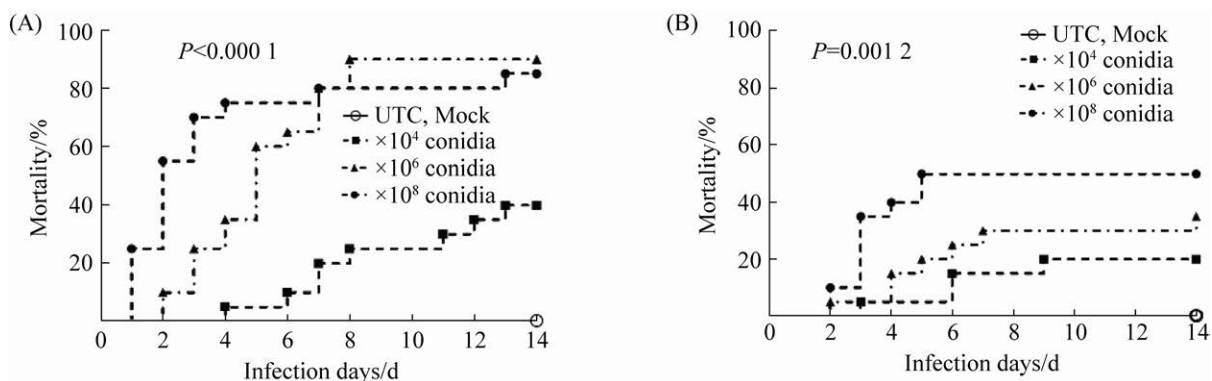 (A)
P<0.000 1
100
80
60
40
20
Mortality/%
UTC, Mock
×10⁴ conidia
×10⁶ conidia
×10⁸ conidia
0 2 4 6 8 10 12 14
Infection days/d
(B)
P=0.001 2
100
80
60
40
20
Mortality/%
UTC, Mock
×10⁴ conidia
×10⁶ conidia
×10⁸ conidia
0 2 4 6 8 10 12 14
Infection days/d